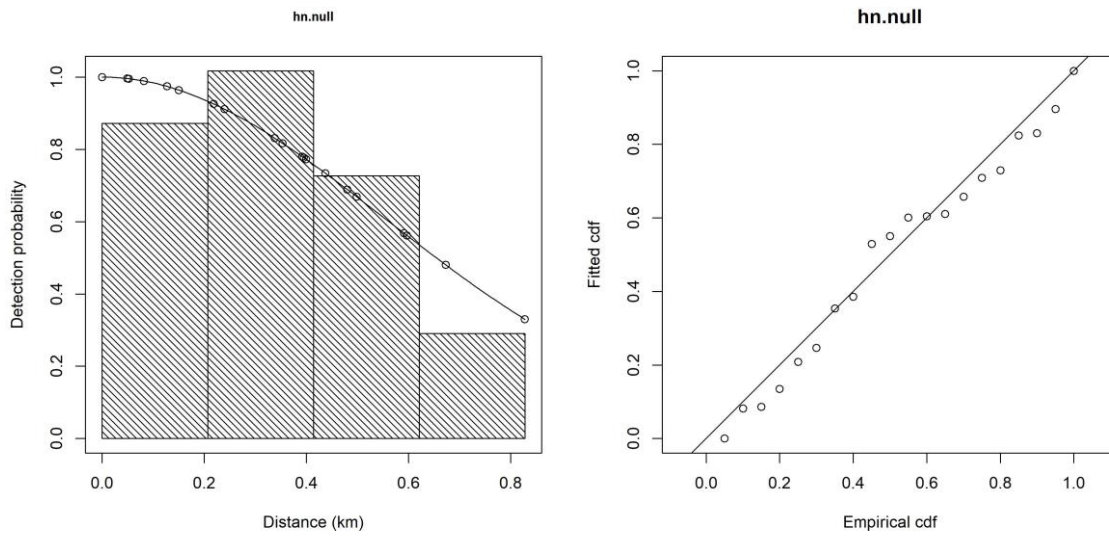 hn.null
Detection probability
1.0
0.8
0.6
0.4
0.2
0.0
0.0 0.2 0.4 0.6 0.8
Distance (km)
hn.null
Fitted cdf
1.0
0.8
0.6
0.4
0.2
0.0
0.0 0.2 0.4 0.6 0.8 1.0
Empirical cdf